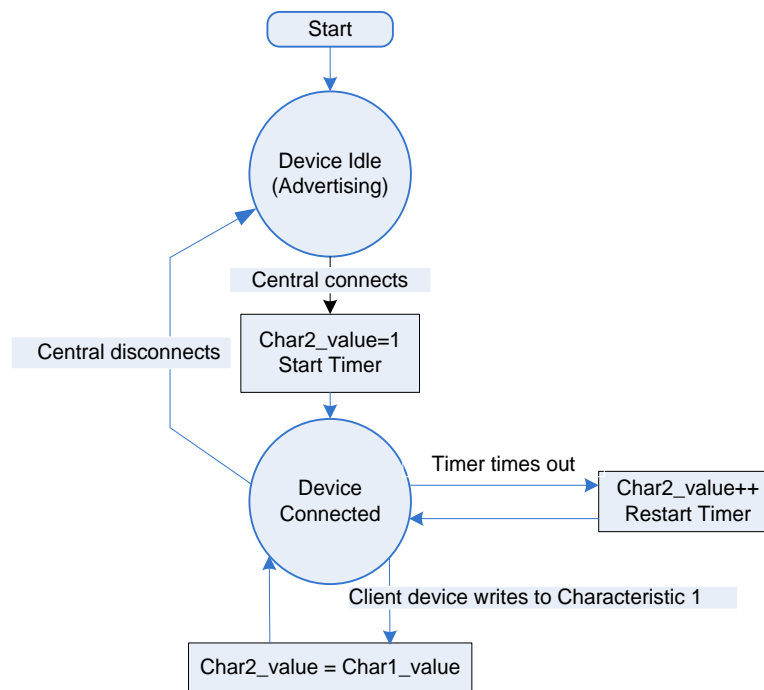 Start
Device Idle
(Advertising)
Central connects
Char2_value=1
Start Timer
Central disconnects
Device
Connected
Timer times out
Char2_value++
Restart Timer
Client device writes to Characteristic 1
Char2_value = Char1_value